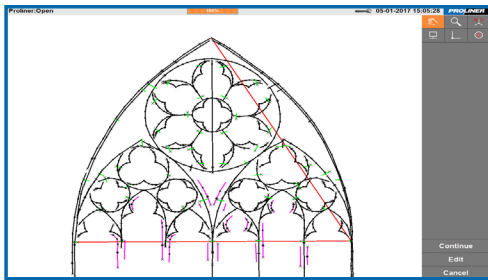 Proliner:Open
05-01-2017 15:05:28
PROLINER
Continue
Edit
Cancel